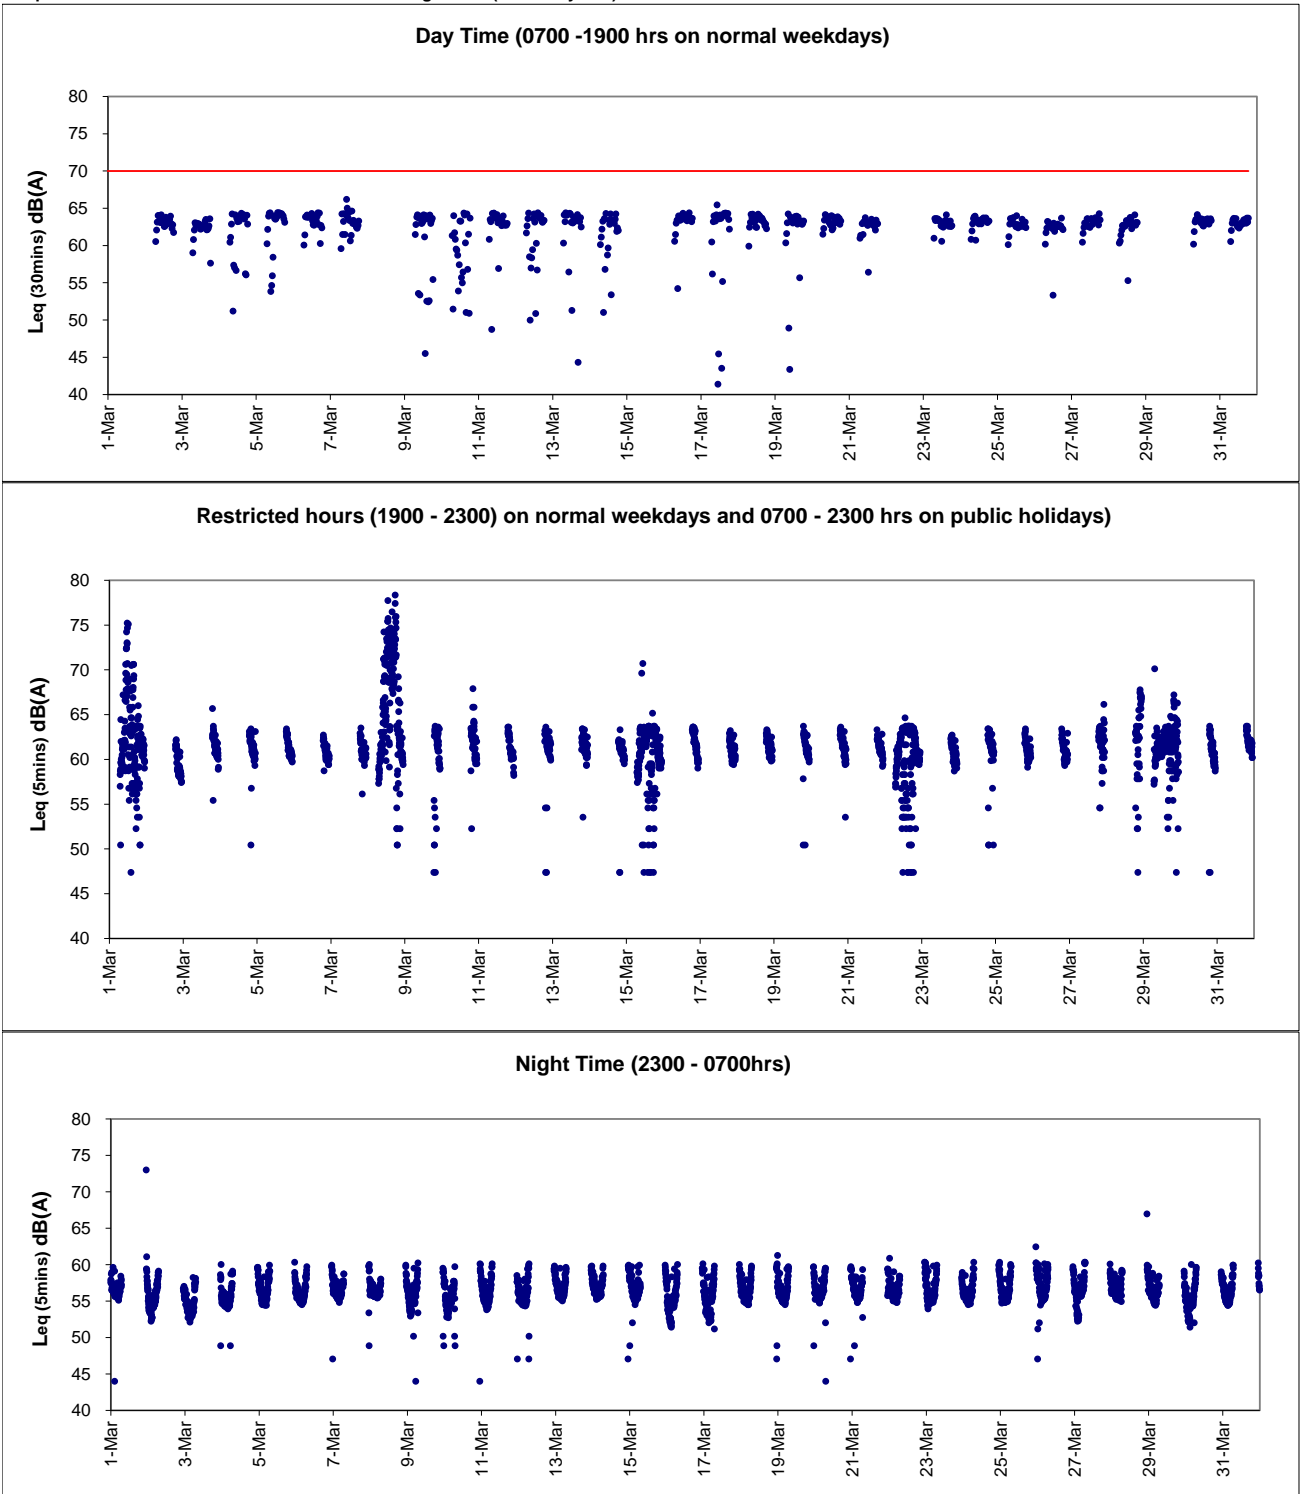 Day Time (0700 -1900 hrs on normal weekdays)
Leq (30mins) dB(A)
80
75
70
65
60
55
50
45
40
1-Mar
3-Mar
5-Mar
7-Mar
9-Mar
11-Mar
13-Mar
15-Mar
17-Mar
19-Mar
21-Mar
23-Mar
25-Mar
27-Mar
29-Mar
31-Mar
Restricted hours (1900 - 2300) on normal weekdays and 0700 - 2300 hrs on public holidays)
Leq (5mins) dB(A)
80
75
70
65
60
55
50
45
40
1-Mar
3-Mar
5-Mar
7-Mar
9-Mar
11-Mar
13-Mar
15-Mar
17-Mar
19-Mar
21-Mar
23-Mar
25-Mar
27-Mar
29-Mar
31-Mar
Night Time (2300 - 0700hrs)
Leq (5mins) dB(A)
80
75
70
65
60
55
50
45
40
1-Mar
3-Mar
5-Mar
7-Mar
9-Mar
11-Mar
13-Mar
15-Mar
17-Mar
19-Mar
21-Mar
23-Mar
25-Mar
27-Mar
29-Mar
31-Mar